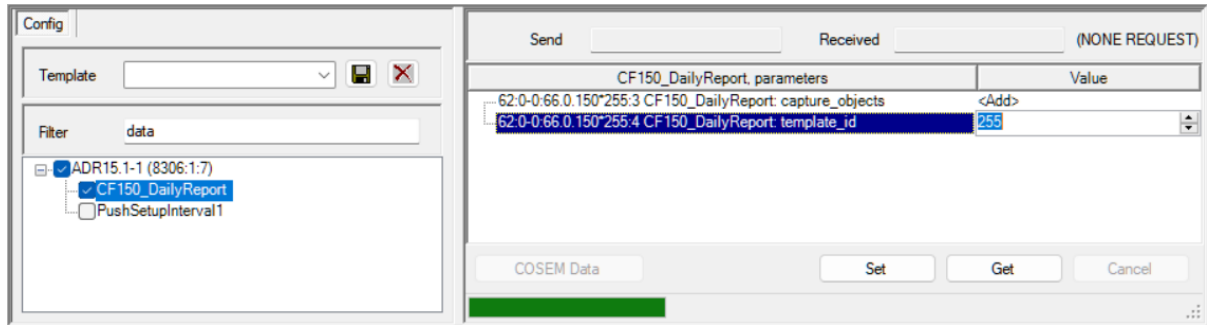 Config
Template
Filter data
ADR15.1-1 (8306:1:7)
CF150_DailyReport
PushSetupInterval1
Send Received (NONE REQUEST)
CF150_DailyReport, parameters Value
62:0-0:66.0.150*255:3 CF150_DailyReport: capture_objects <Add>
62:0-0:66.0.150*255:4 CF150_DailyReport: template_id 255
COSEM Data Set Get Cancel